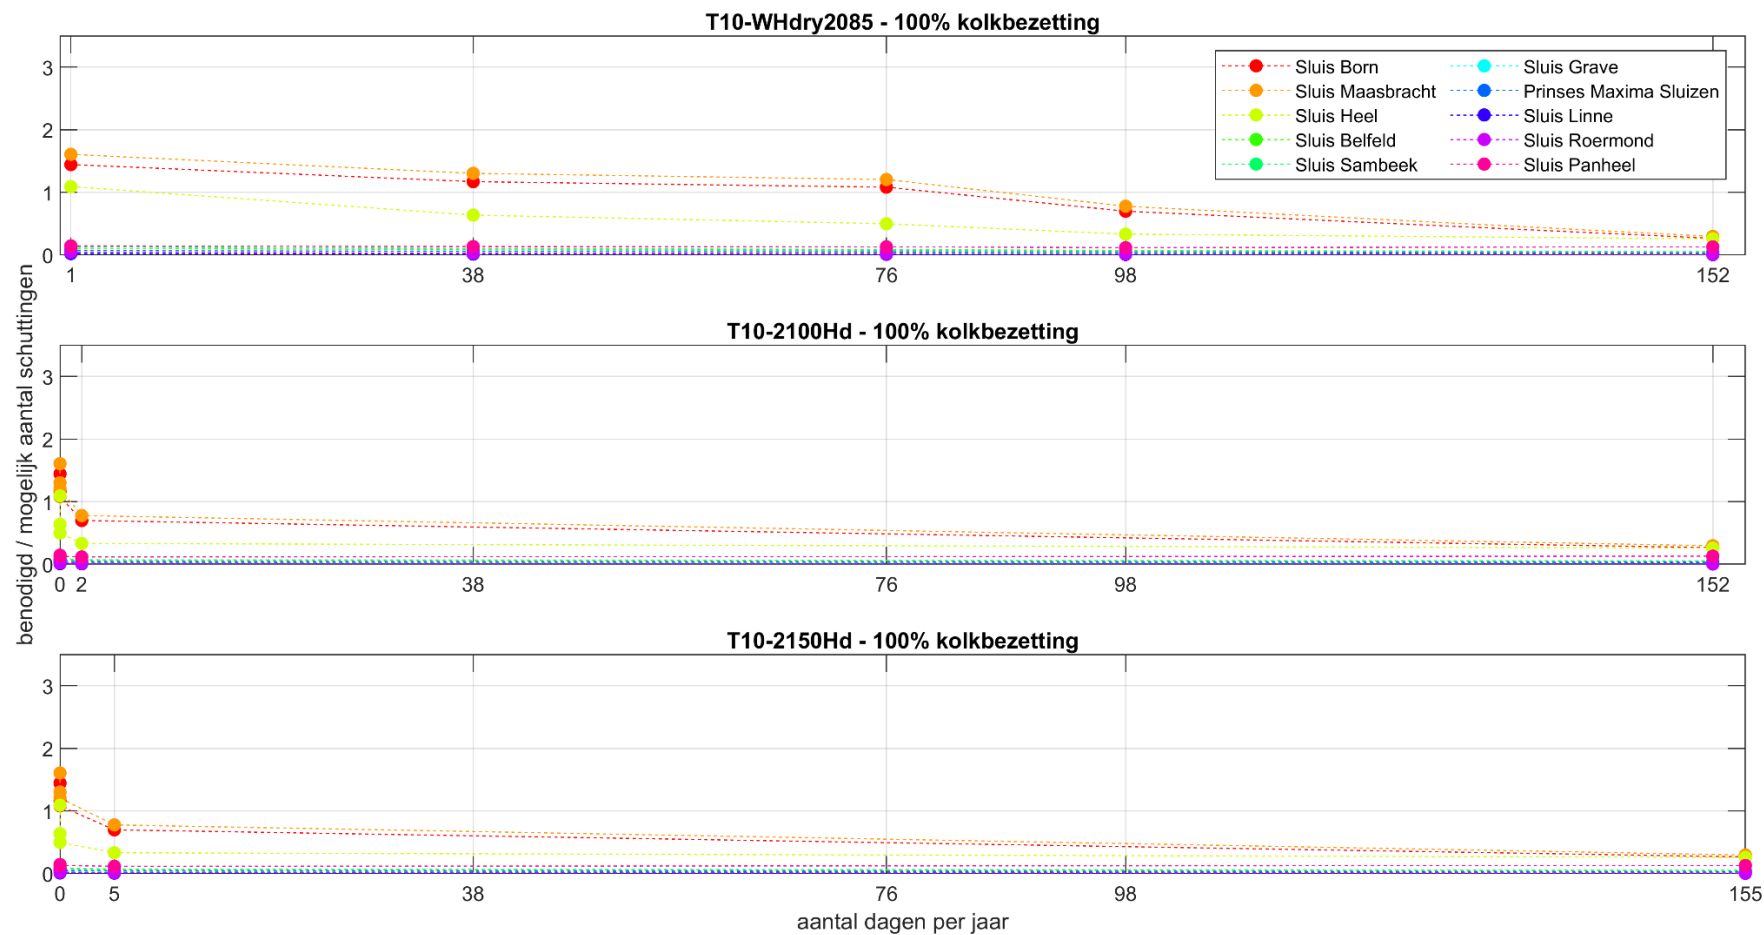 T10-WHdry2085 - 100% kolkbezetting
3
2
1
0
Sluis Born
Sluis Maasbracht
Sluis Heel
Sluis Belfeld
Sluis Sambeek
Sluis Grave
Prinses Maxima Sluizen
Sluis Linne
Sluis Roermond
Sluis Panheel
1 38 76 98 152
benodigd / mogelijk aantal schuttingen
T10-2100Hd - 100% kolkbezetting
3
2
1
0
0 2 38 76 98 152
T10-2150Hd - 100% kolkbezetting
3
2
1
0
0 5 38 76 98 155
aantal dagen per jaar